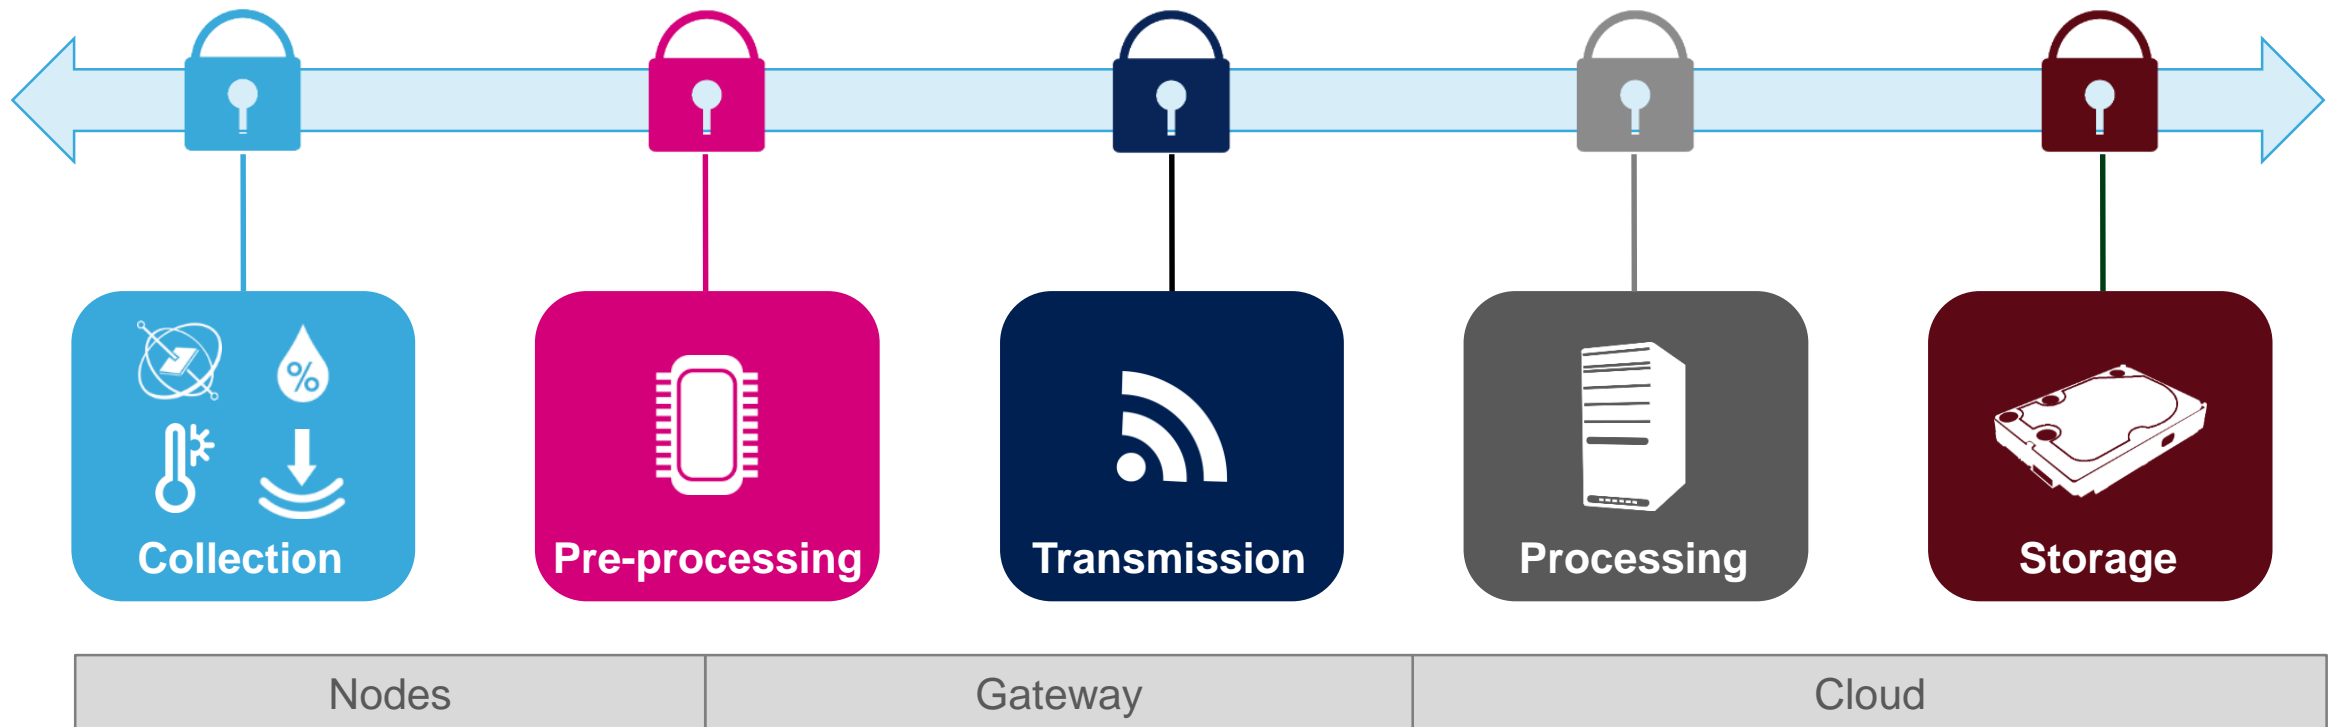 %
Collection
Pre-processing
Transmission
Processing
Storage
Nodes
Gateway
Cloud